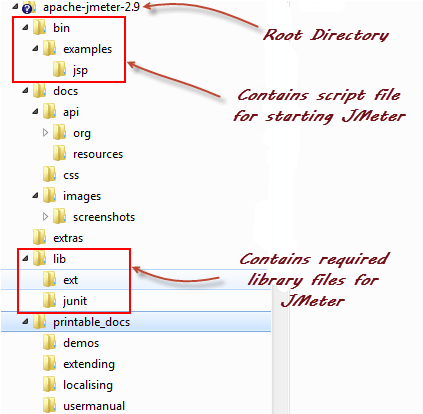 apache-jmeter-2.9
Root Directory
bin
examples
jsp
Contains script file
for starting JMeter
docs
api
org
resources
css
images
screenshots
extras
lib
ext
junit
Contains required
library files for
JMeter
printable_docs
demos
extending
localising
usermanual